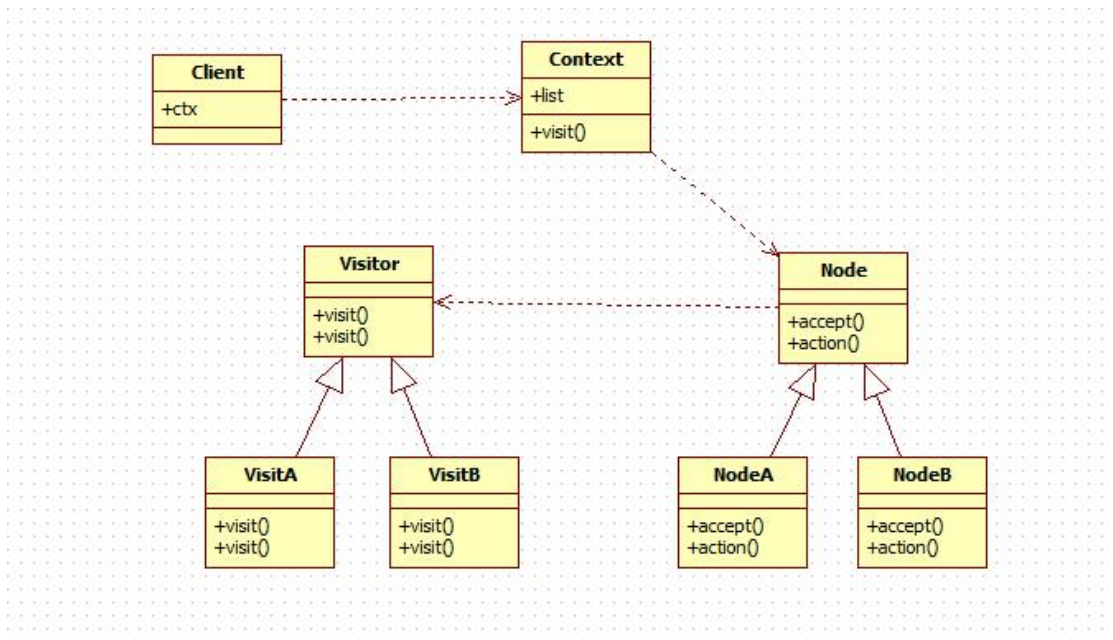 Client
+ctx
Context
+list
+visit()
Visitor
+visit()
+visit()
Node
+accept()
+action()
VisitA
+visit()
+visit()
VisitB
+visit()
+visit()
NodeA
+accept()
+action()
NodeB
+accept()
+action()